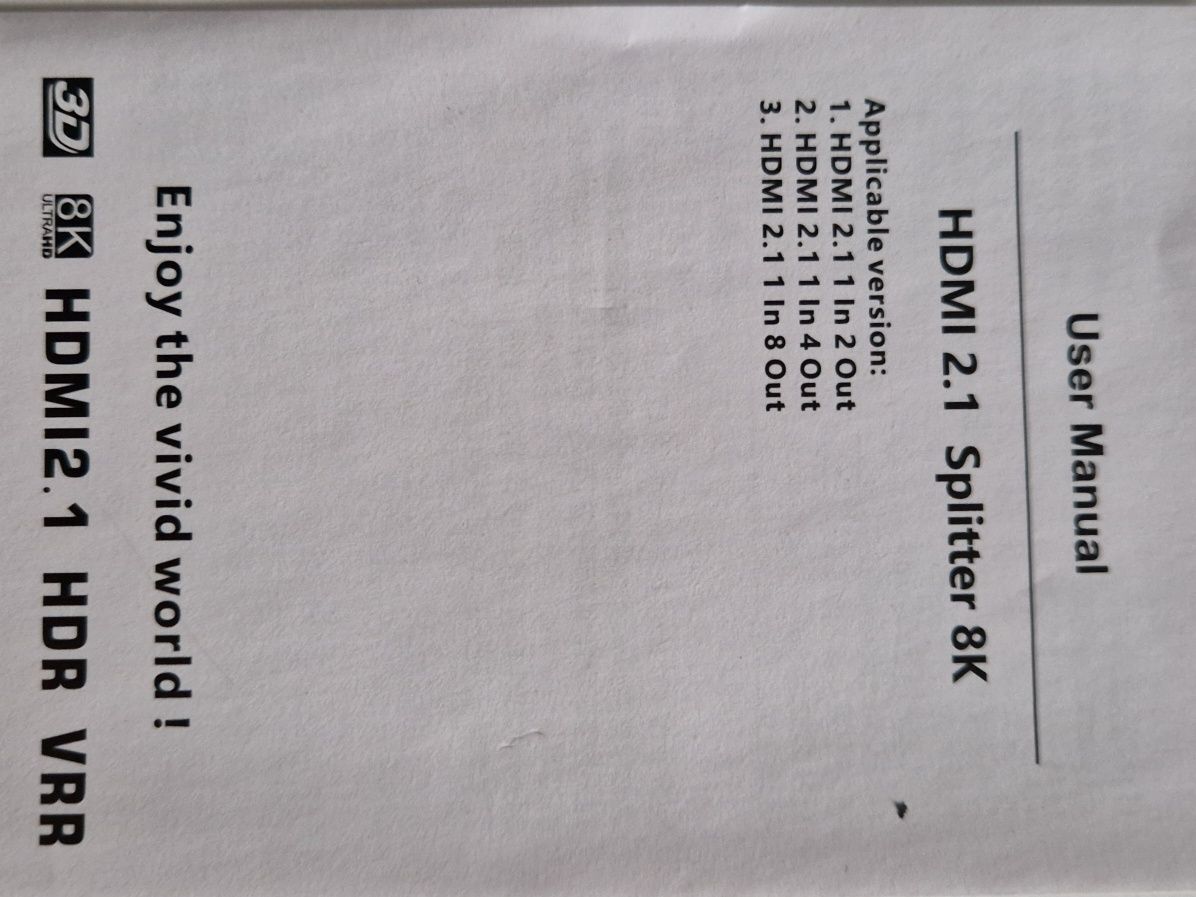 User Manual
HDMI 2.1 Splitter 8K
Applicable version:
1. HDMI 2.1 1 In 2 Out
2. HDMI 2.1 1 In 4 Out
3. HDMI 2.1 1 In 8 Out
Enjoy the vivid world !
3D 8K ULTRAHD HDMI2.1 HDR VRR